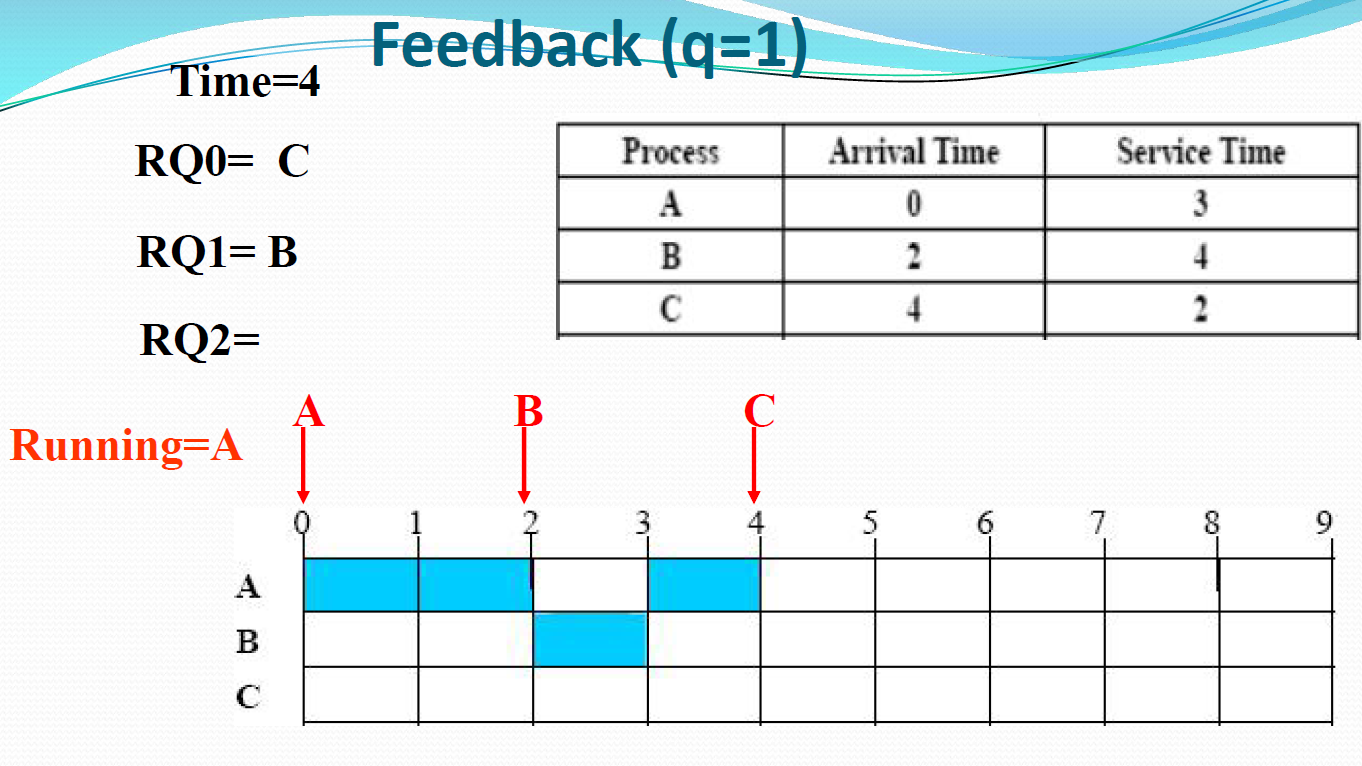 Feedback (q=1)
Time=4
RQ0= C
RQ1= B
RQ2=
Process Arrival Time Service Time
A 0 3
B 2 4
C 4 2
A B C
Running=A
0 1 2 3 4 5 6 7 8 9
A
B
C